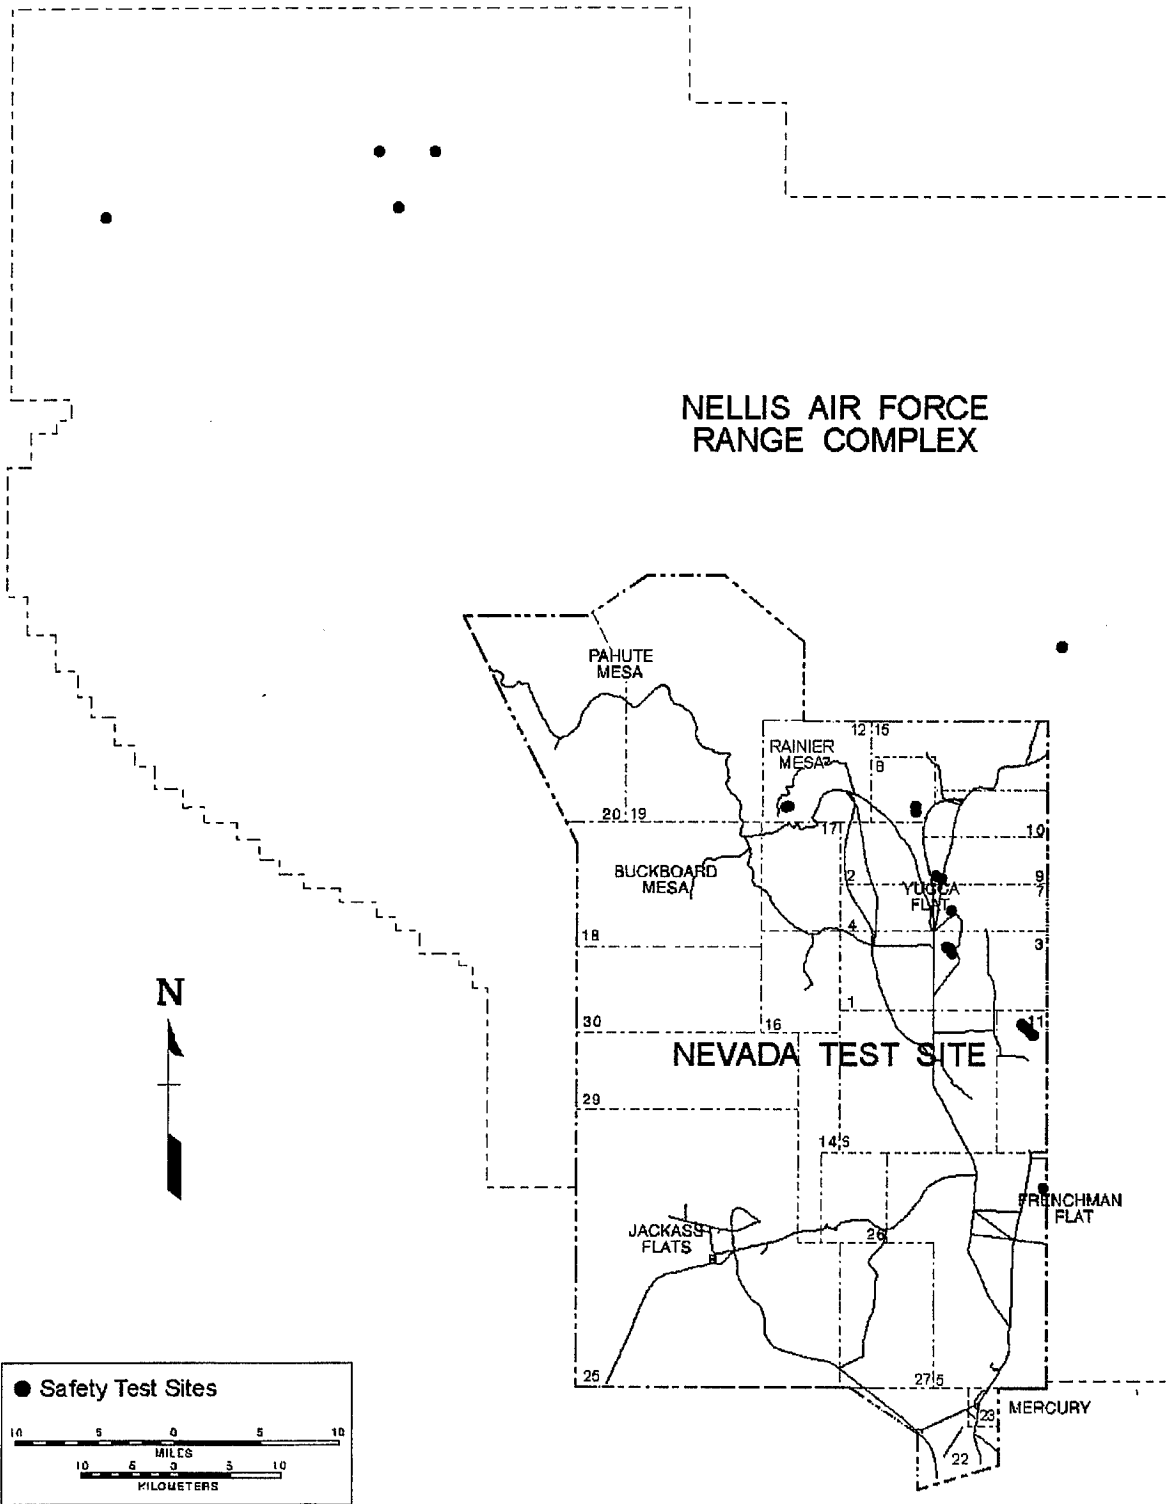 NELLIS AIR FORCE
RANGE COMPLEX
PAHUTE
MESA
12 15
RAINIER
MESA
8
20 19
17
10
BUCKBOARD
MESA
2
9
7
YUCCA
FLAT
18
4
3
N
1
30
16
11
NEVADA TEST SITE
29
14 6
FRENCHMAN
FLAT
JACKASS
FLATS
26
25
27 5
23
MERCURY
22
Safety Test Sites
10 5 0 5 10
MILES
10 5 0 5 10
KILOMETERS